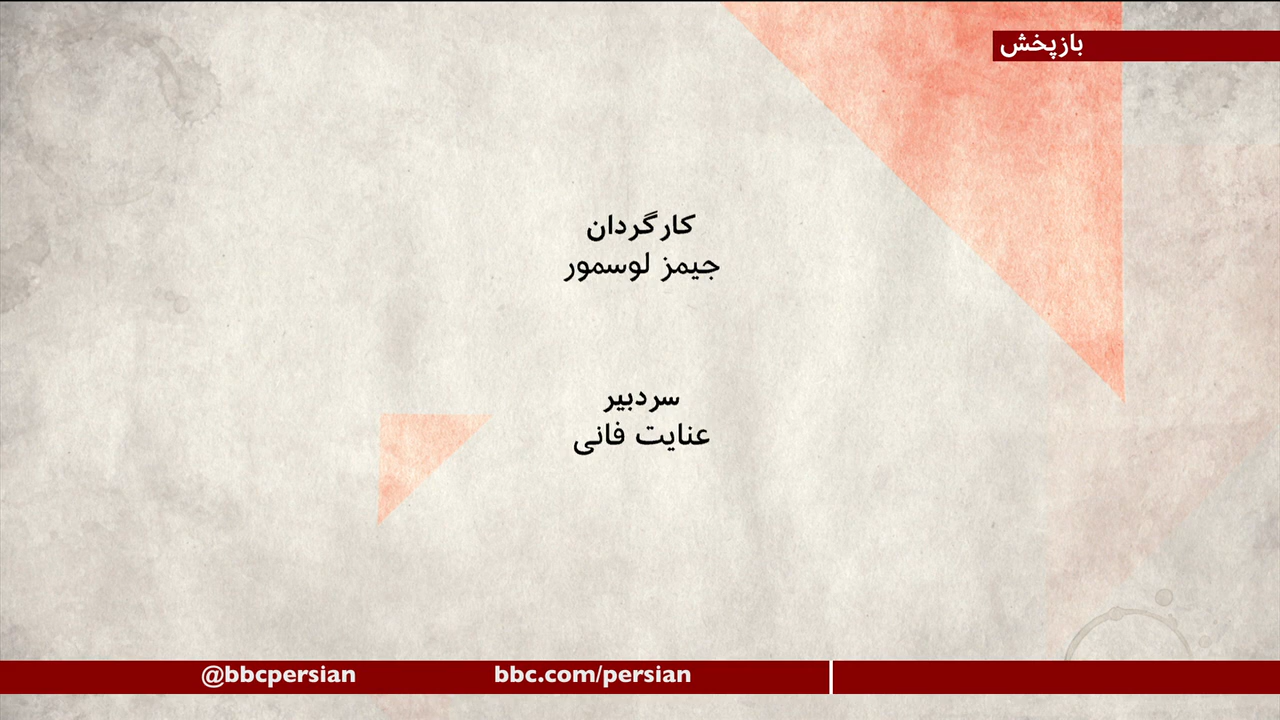 بازپخش
کارگردان
جیمز لوسمور
سردبیر
عنایت فانی
@bbcpersian
bbc.com/persian